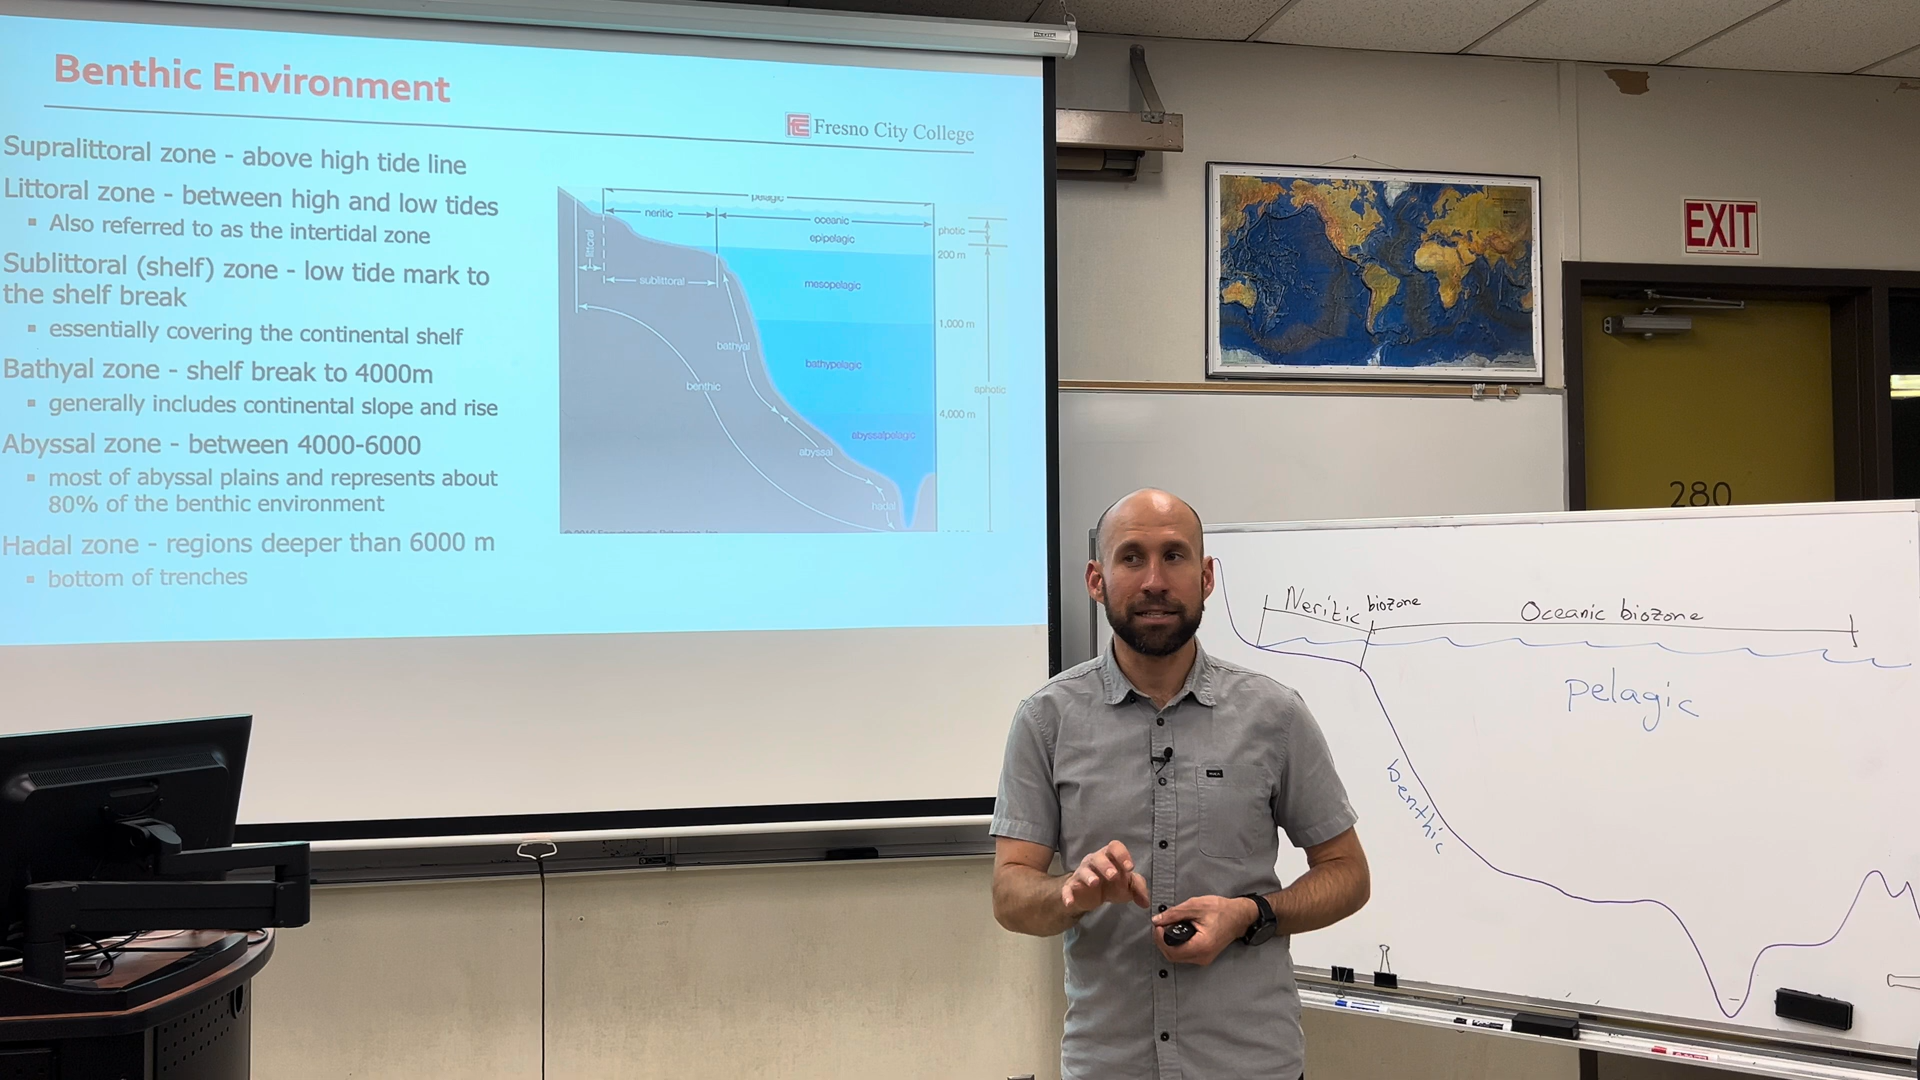 Benthic Environment
Fresno City College
Supralittoral zone - above high tide line
Littoral zone - between high and low tides
▪ Also referred to as the intertidal zone
Sublittoral (shelf) zone - low tide mark to
the shelf break
▪ essentially covering the continental shelf
Bathyal zone - shelf break to 4000m
▪ generally includes continental slope and rise
Abyssal zone - between 4000-6000
▪ most of abyssal plains and represents about
80% of the benthic environment
Hadal zone - regions deeper than 6000 m
▪ bottom of trenches
pelagic
neritic
oceanic
epipelagic
photic
200 m
littoral
sublittoral
mesopelagic
1,000 m
bathyal
bathypelagic
benthic
aphotic
4,000 m
abyssalpelagic
abyssal
hadal
EXIT
280
Neritic biozone
Oceanic biozone
pelagic
benthic